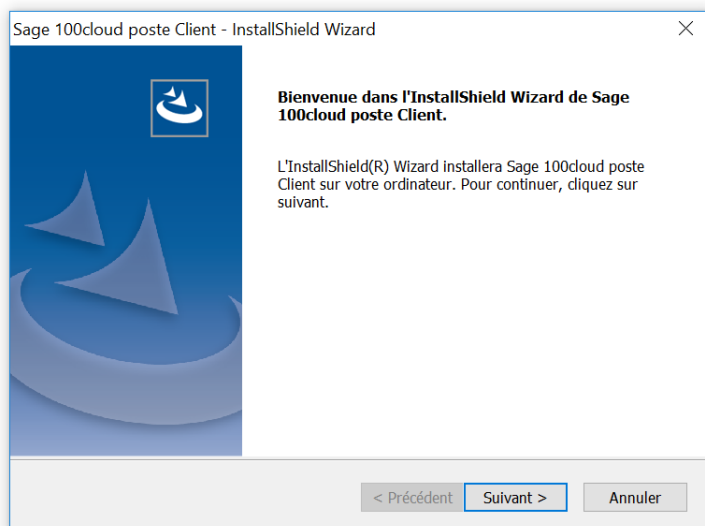 Sage 100cloud poste Client - InstallShield Wizard
Bienvenue dans l'InstallShield Wizard de Sage
100cloud poste Client.
L'InstallShield(R) Wizard installera Sage 100cloud poste
Client sur votre ordinateur. Pour continuer, cliquez sur
suivant.
< Précédent Suivant > Annuler